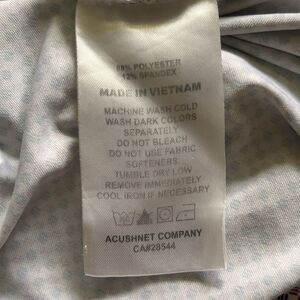 88% POLYESTER
12% SPANDEX
MADE IN VIETNAM
MACHINE WASH COLD
WASH DARK COLORS
SEPARATELY
DO NOT BLEACH
DO NOT USE FABRIC
SOFTENERS.
TUMBLE DRY LOW
REMOVE IMMEDIATELY
COOL IRON IF NECESSARY
ACUSHNET COMPANY
CA#28544